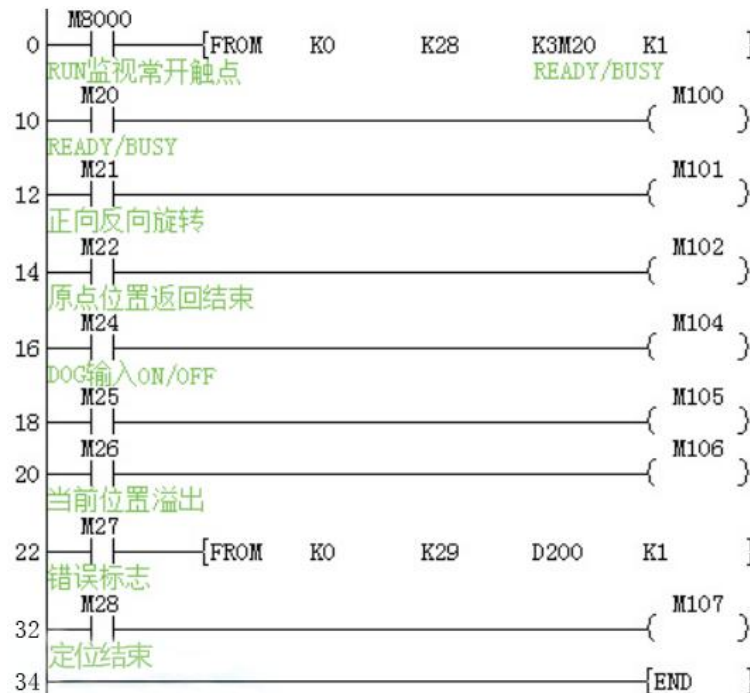 M8000
0 FROM K0 K28 K3M20 K1
RUN监视常开触点 READY/BUSY
M20 M100
10
READY/BUSY
M21 M101
12
正向反向旋转
M22 M102
14
原点位置返回结束
M24 M104
16
DOG输入ON/OFF
M25 M105
18
M26 M106
20
当前位置溢出
M27
22 FROM K0 K29 D200 K1
错误标志
M28 M107
32
定位结束
34 END